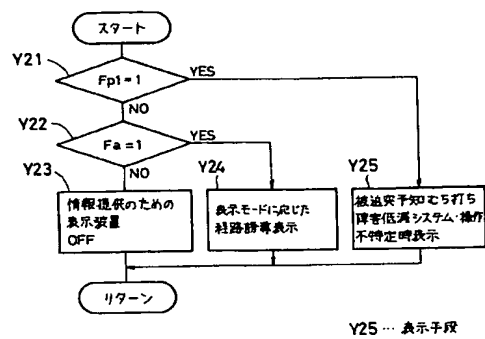 スタート
Y21
Fp1=1
YES
NO
Y22
Fa=1
YES
NO
Y23
情報提供のための
表示装置
OFF
Y24
表示モードに応じた
経路誘導表示
Y25
被追突予知むち打ち
障害低減システム・操作
不特定時表示
リターン
Y25…表示手段